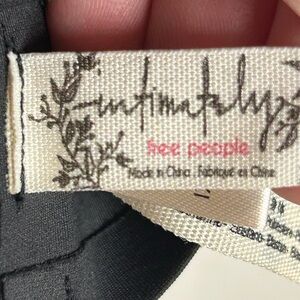 intimately
free people
Made in China. Fabriqué en Chine